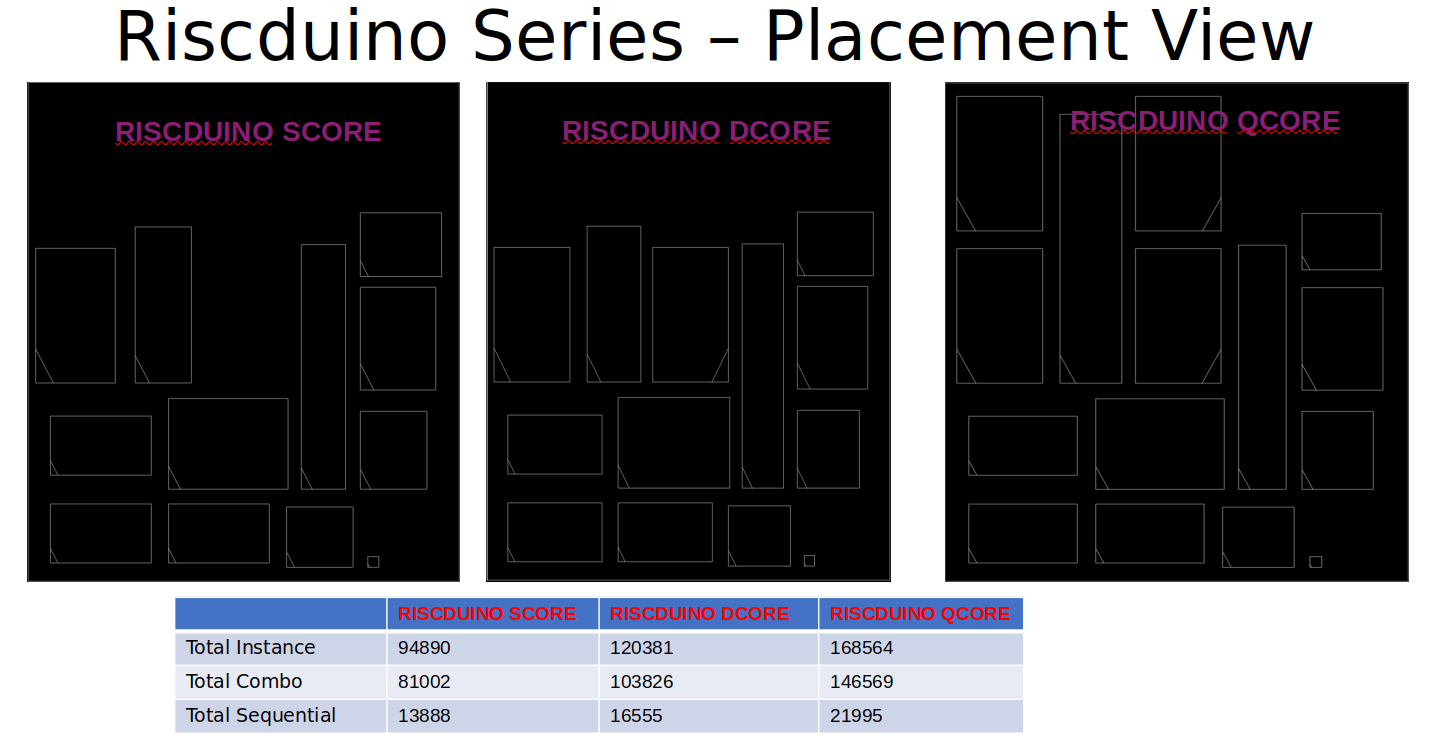 Riscduino Series – Placement View
RISCDUINO SCORE
RISCDUINO DCORE
RISCDUINO QCORE
RISCDUINO SCORE RISCDUINO DCORE RISCDUINO QCORE
Total Instance 94890 120381 168564
Total Combo 81002 103826 146569
Total Sequential 13888 16555 21995